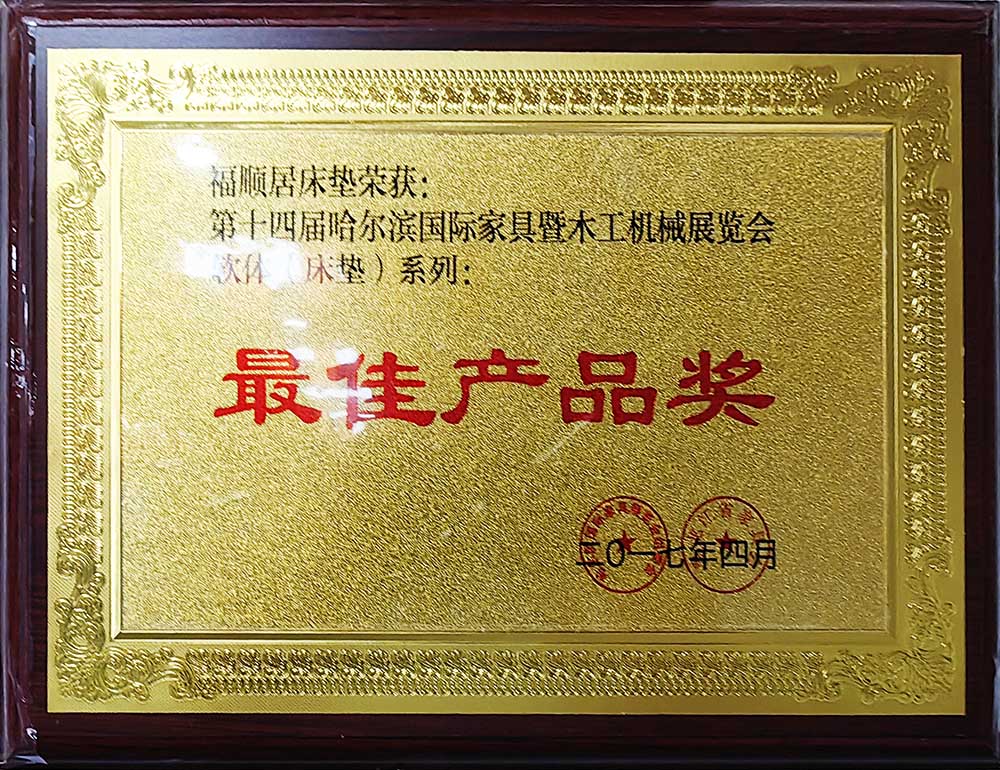 福顺居床垫荣获：
第十四届哈尔滨国际家具暨木工机械展览会
软体（床垫）系列：
最佳产品奖
二〇一七年四月